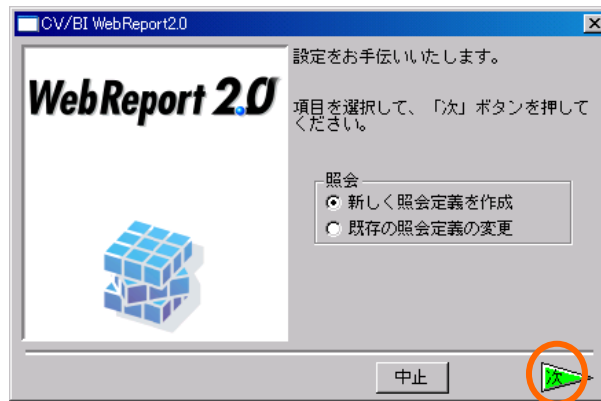 CV/BI WebReport2.0
設定をお手伝いいたします。
WebReport 2.0
項目を選択して、「次」ボタンを押して
ください。
照会
新しく照会定義を作成
既存の照会定義の変更
中止
次